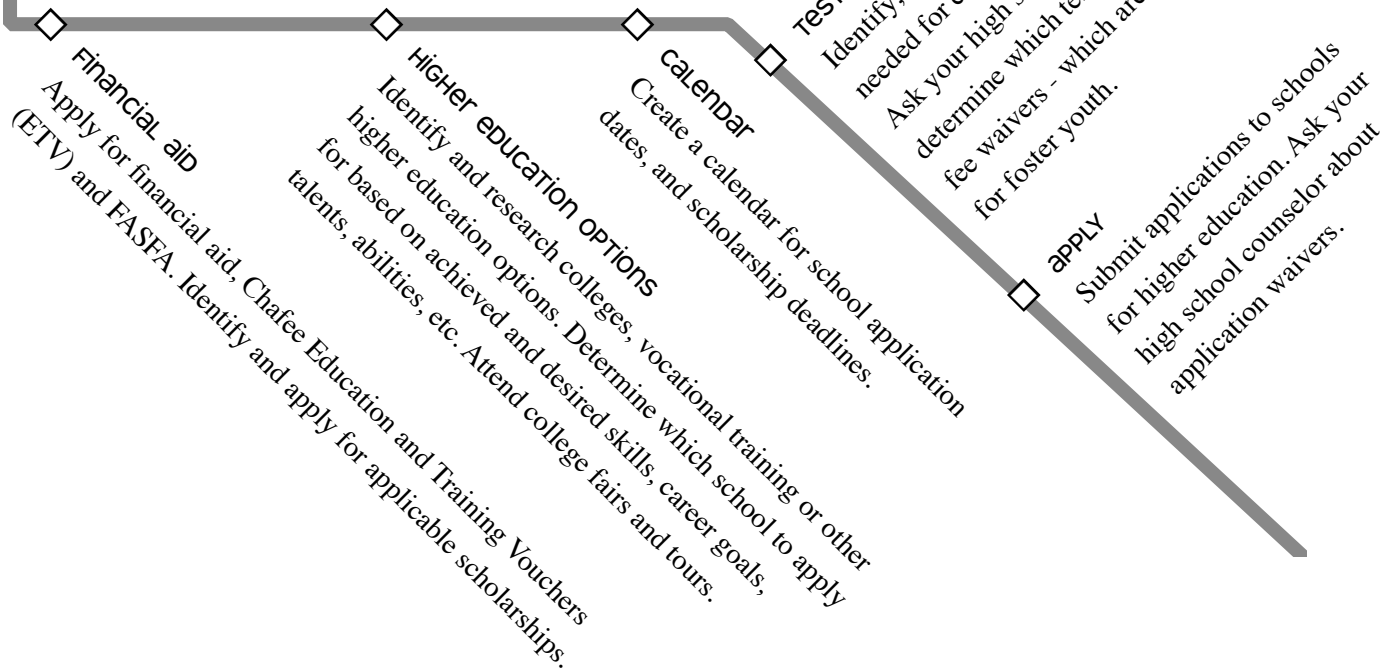 Financial aid
Apply for financial aid, Chafee Education and Training Vouchers
(ETV) and FASFA. Identify and apply for applicable scholarships.
Higher education options
Identify and research colleges, vocational training or other
higher education options. Determine which school to apply
for based on achieved and desired skills, career goals,
talents, abilities, etc. Attend college fairs and tours.
Calendar
Create a calendar for school application
dates, and scholarship deadlines.
Identify,
needed for
Ask your high
determine which
fee waivers - which are
for foster youth.
apply
Submit applications to schools
for higher education. Ask your
high school counselor about
application waivers.